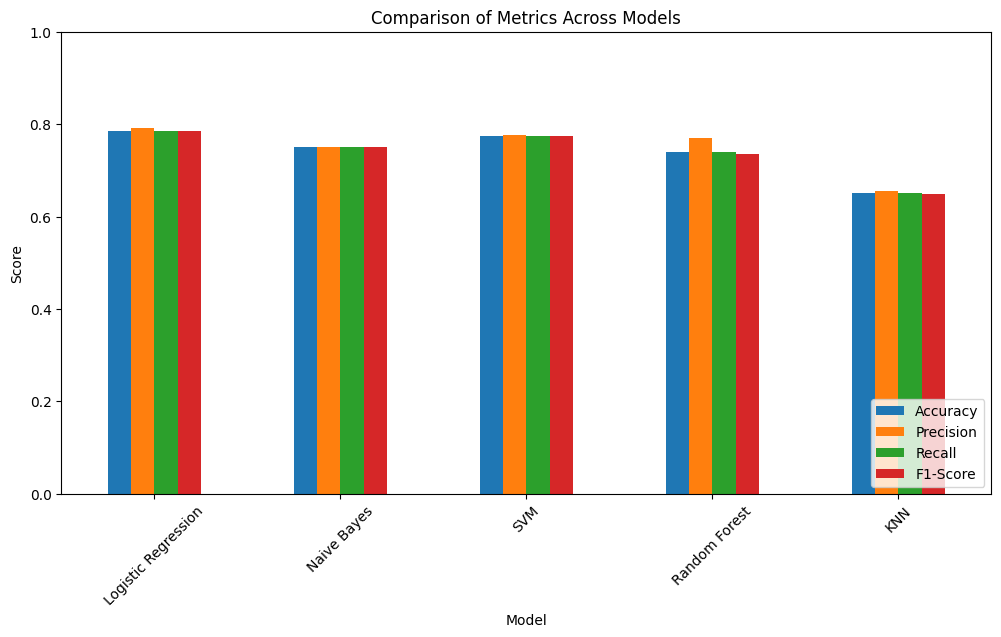 Comparison of Metrics Across Models
1.0
0.8
0.6
0.4
0.2
0.0
Score
Accuracy
Precision
Recall
F1-Score
Logistic Regression
Naive Bayes
SVM
Random Forest
KNN
Model